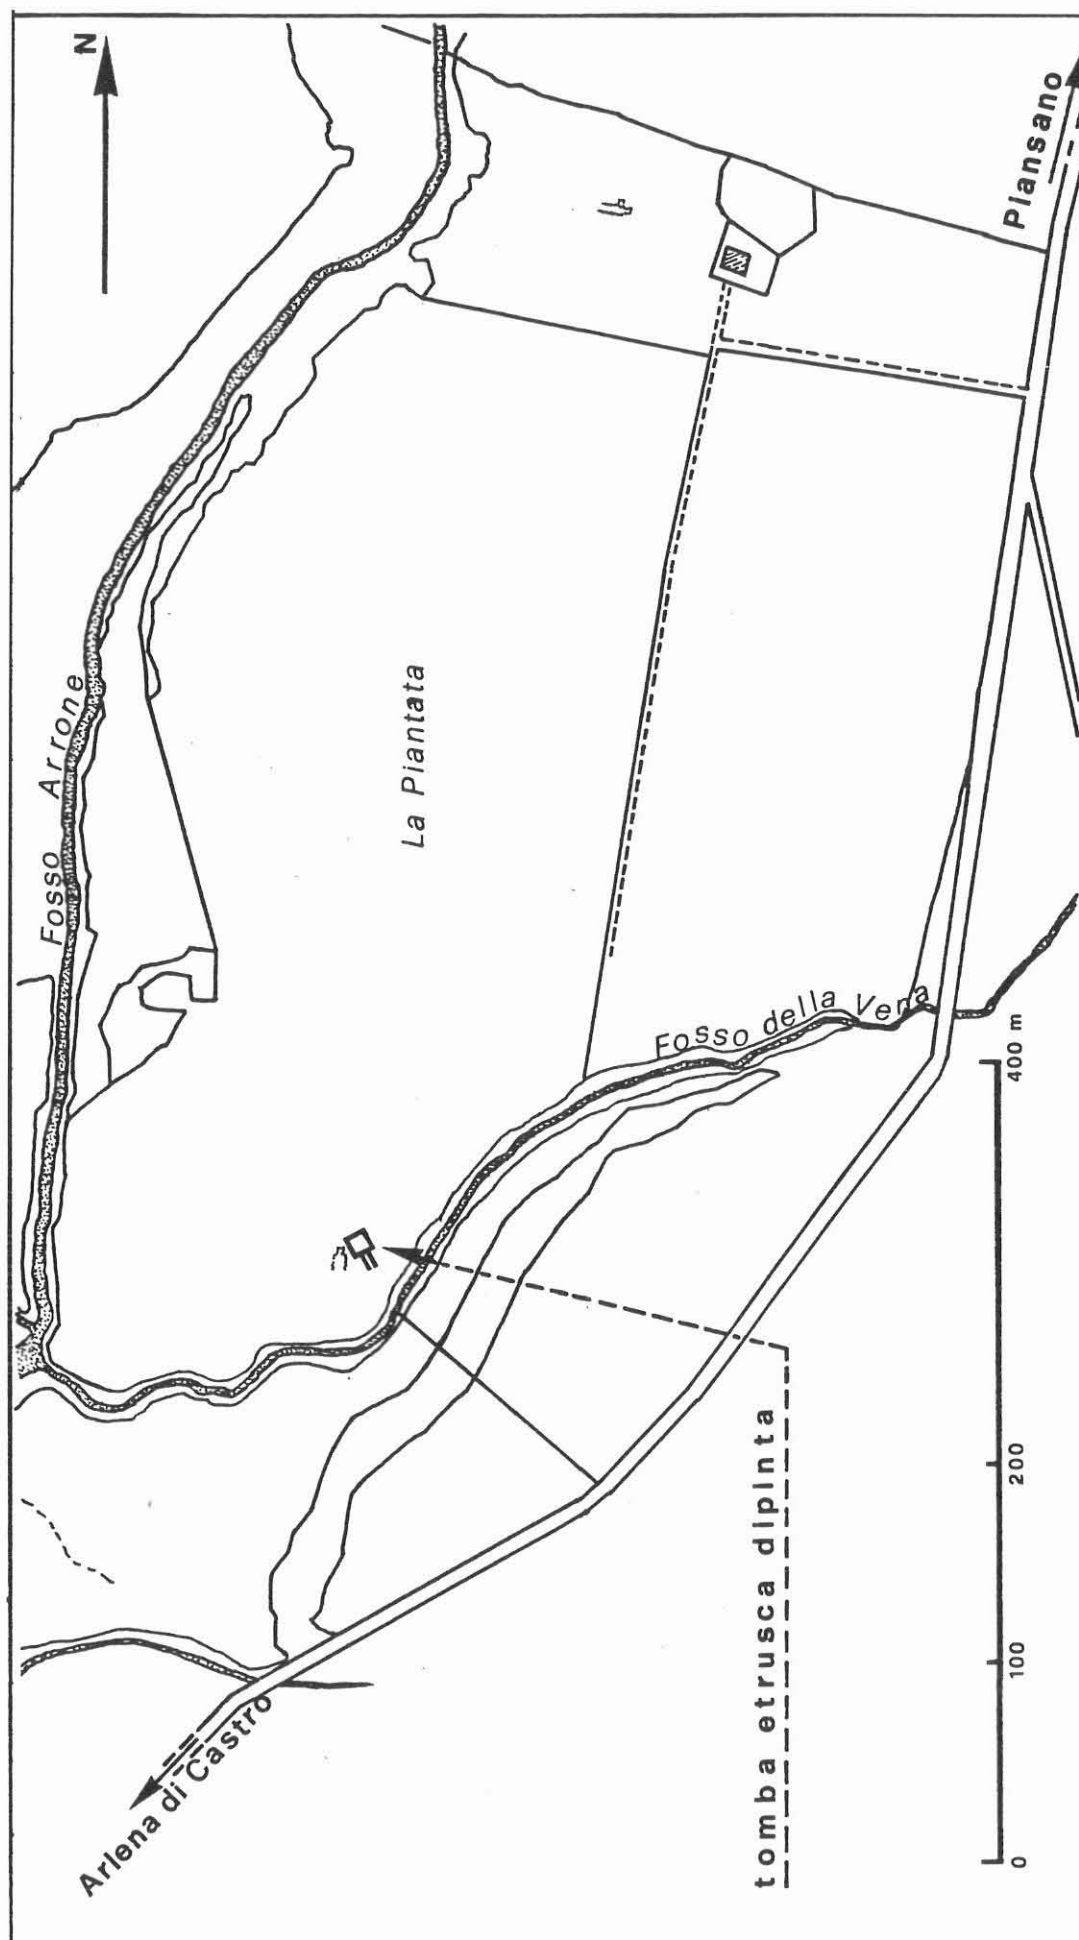 N
Piansano
Fosso Arrone
La Piantata
Fosso della Vena
400 m
200
100
0
tomba etrusca dipinta
Arlena di Castro